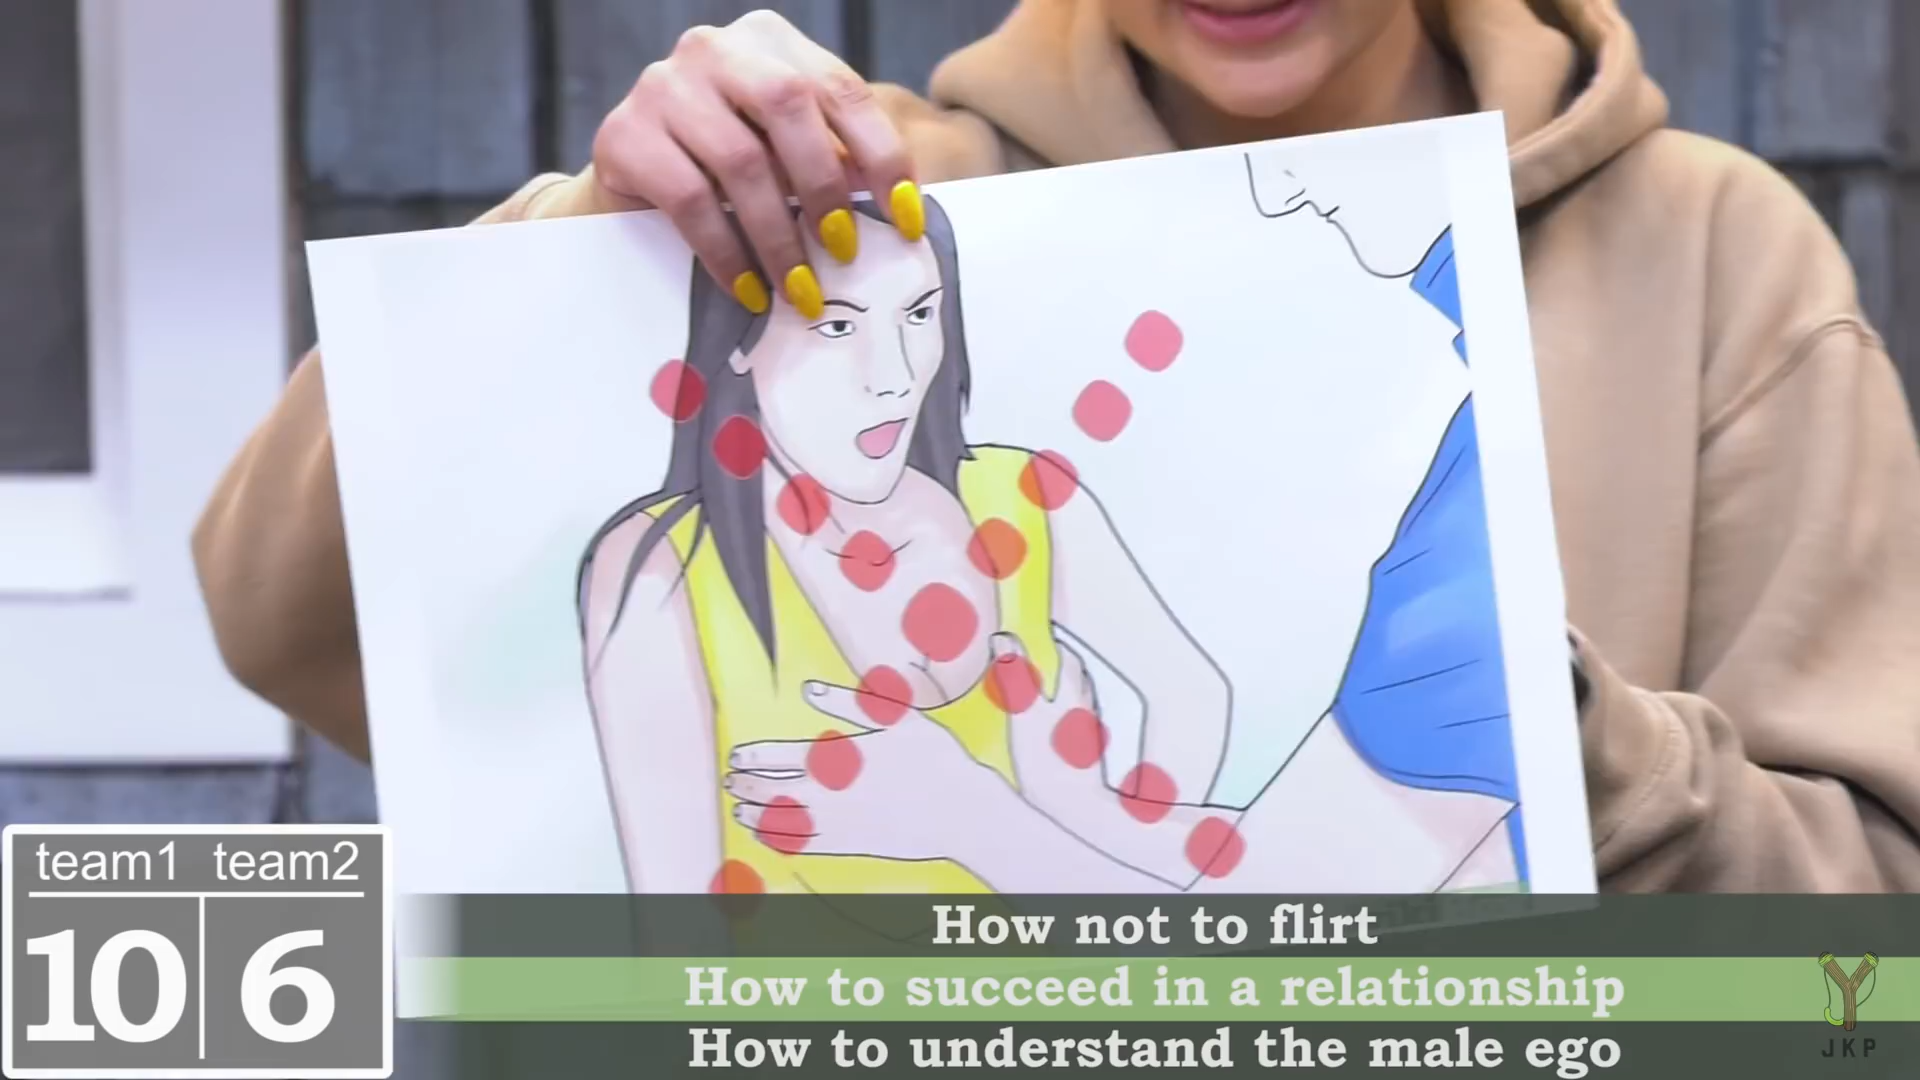 team1 team2
10 6
How not to flirt
How to succeed in a relationship
How to understand the male ego
JKP